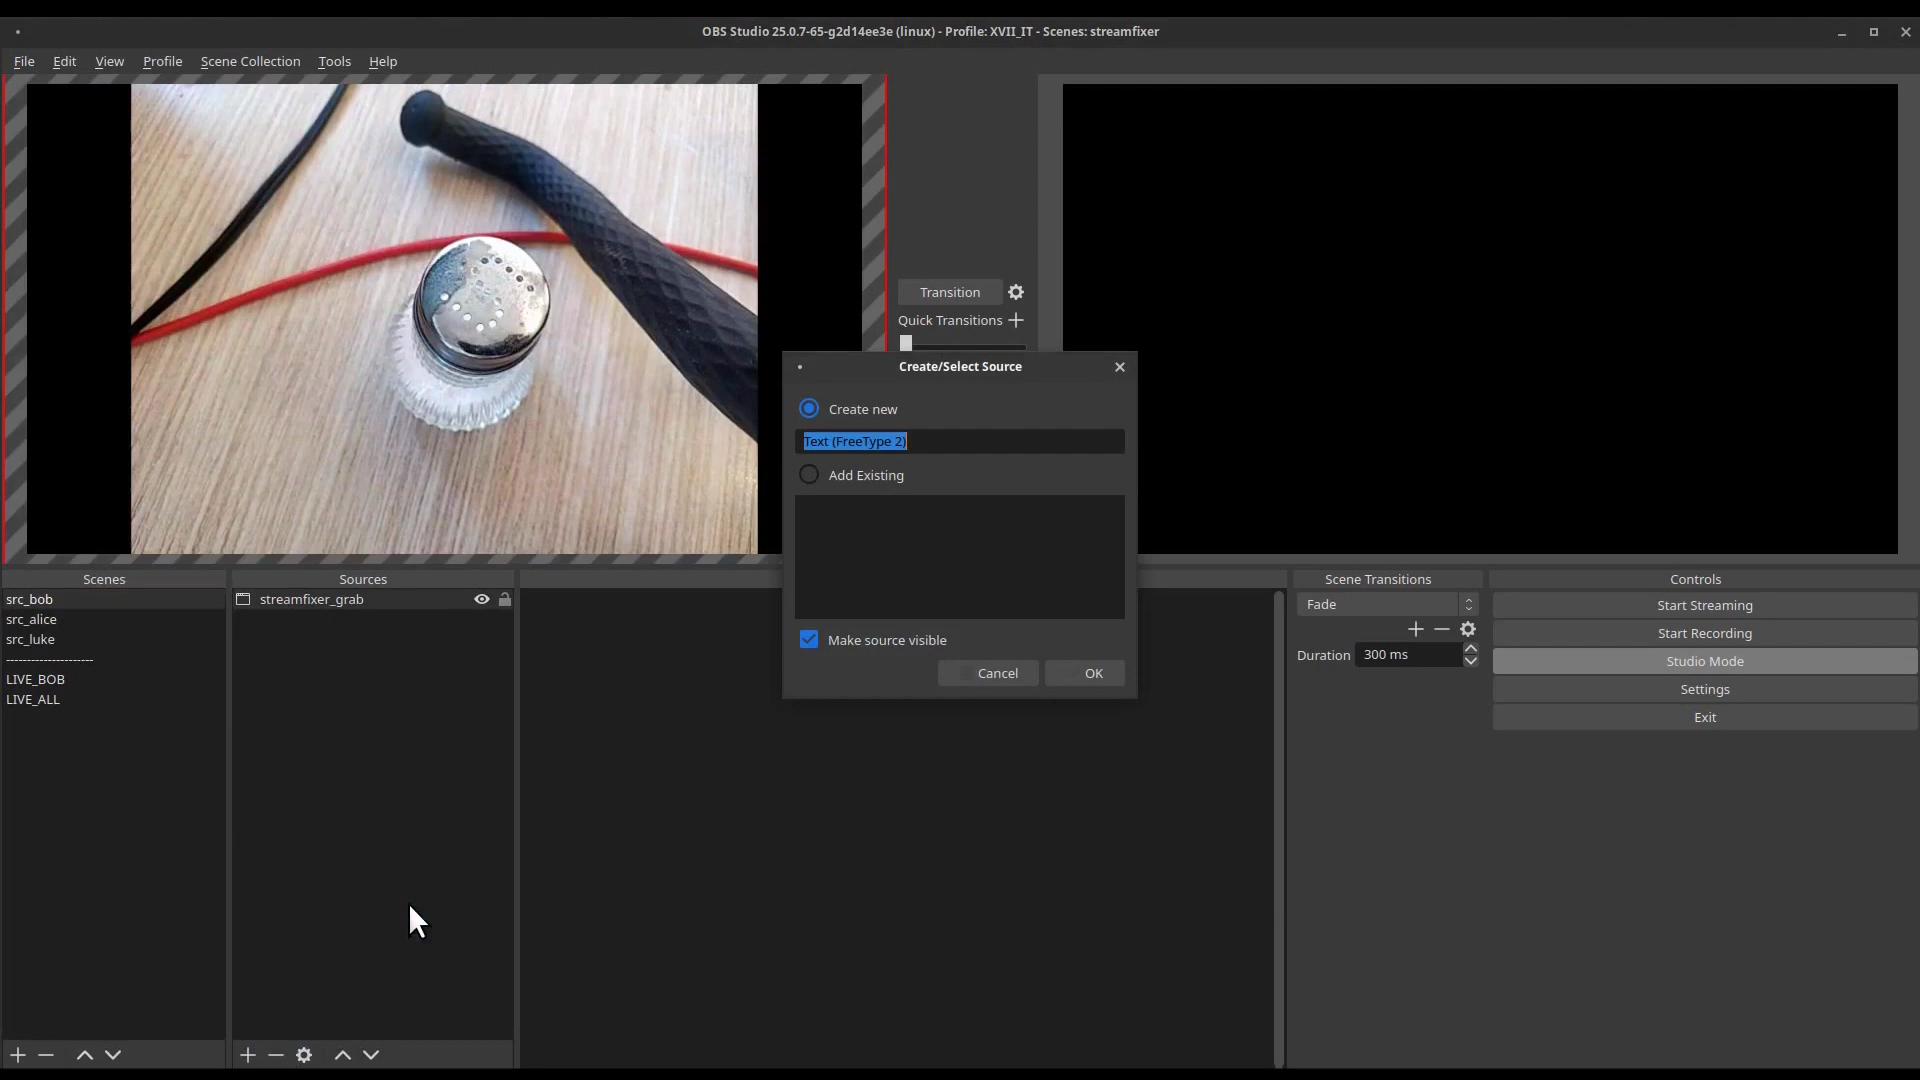 OBS Studio 25.0.7-65-g2d14ee3e (linux) - Profile: XVII_IT - Scenes: streamfixer
File Edit View Profile Scene Collection Tools Help
Transition
Quick Transitions
Create/Select Source
Create new
Text (FreeType 2)
Add Existing
Make source visible
Cancel OK
Scenes
src_bob
src_alice
src_luke
---------------------
LIVE_BOB
LIVE_ALL
Sources
streamfixer_grab
Scene Transitions
Fade
Duration 300 ms
Controls
Start Streaming
Start Recording
Studio Mode
Settings
Exit